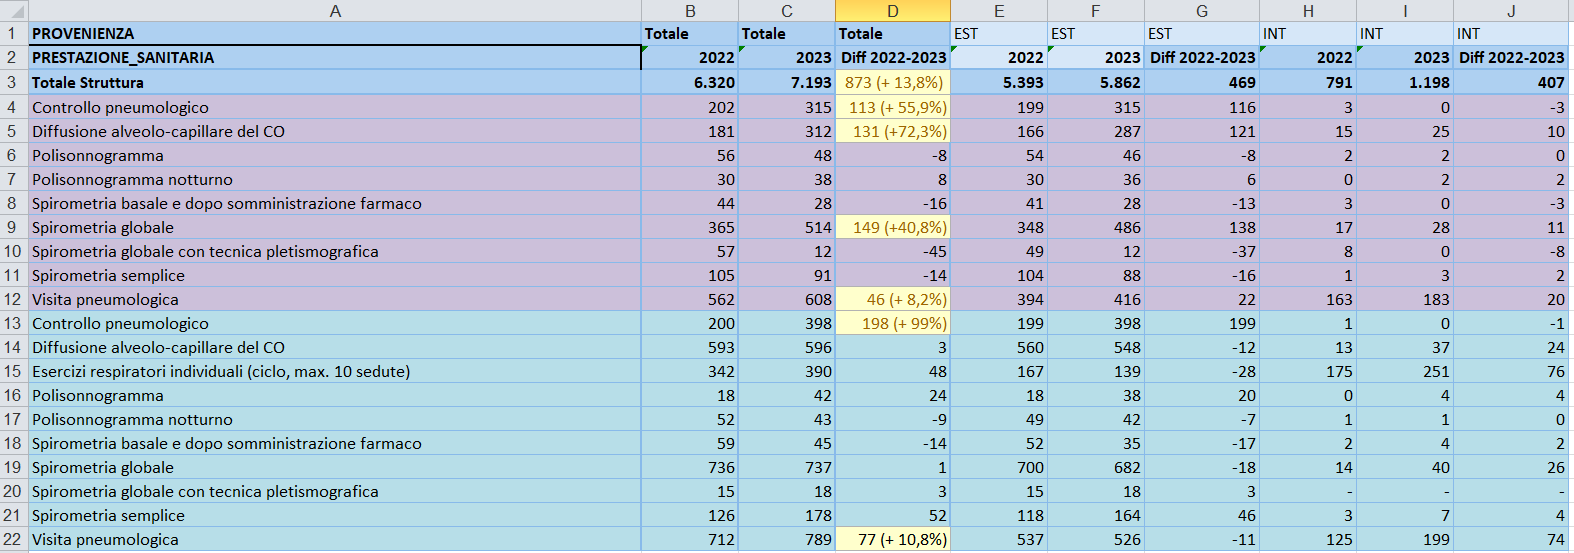 A B C D E F G H I J
1 PROVENIENZA Totale Totale Totale EST EST EST INT INT INT
2 PRESTAZIONE_SANITARIA 2022 2023 Diff 2022-2023 2022 2023 Diff 2022-2023 2022 2023 Diff 2022-2023
3 Totale Struttura 6.320 7.193 873 (+ 13,8%) 5.393 5.862 469 791 1.198 407
4 Controllo pneumologico 202 315 113 (+ 55,9%) 199 315 116 3 0 -3
5 Diffusione alveolo-capillare del CO 181 312 131 (+72,3%) 166 287 121 15 25 10
6 Polisonnogramma 56 48 -8 54 46 -8 2 2 0
7 Polisonnogramma notturno 30 38 8 30 36 6 0 2 2
8 Spirometria basale e dopo somministrazione farmaco 44 28 -16 41 28 -13 3 0 -3
9 Spirometria globale 365 514 149 (+40,8%) 348 486 138 17 28 11
10 Spirometria globale con tecnica pletismografica 57 12 -45 49 12 -37 8 0 -8
11 Spirometria semplice 105 91 -14 104 88 -16 1 3 2
12 Visita pneumologica 562 608 46 (+ 8,2%) 394 416 22 163 183 20
13 Controllo pneumologico 200 398 198 (+ 99%) 199 398 199 1 0 -1
14 Diffusione alveolo-capillare del CO 593 596 3 560 548 -12 13 37 24
15 Esercizi respiratori individuali (ciclo, max. 10 sedute) 342 390 48 167 139 -28 175 251 76
16 Polisonnogramma 18 42 24 18 38 20 0 4 4
17 Polisonnogramma notturno 52 43 -9 49 42 -7 1 1 0
18 Spirometria basale e dopo somministrazione farmaco 59 45 -14 52 35 -17 2 4 2
19 Spirometria globale 736 737 1 700 682 -18 14 40 26
20 Spirometria globale con tecnica pletismografica 15 18 3 15 18 3 - - -
21 Spirometria semplice 126 178 52 118 164 46 3 7 4
22 Visita pneumologica 712 789 77 (+ 10,8%) 537 526 -11 125 199 74